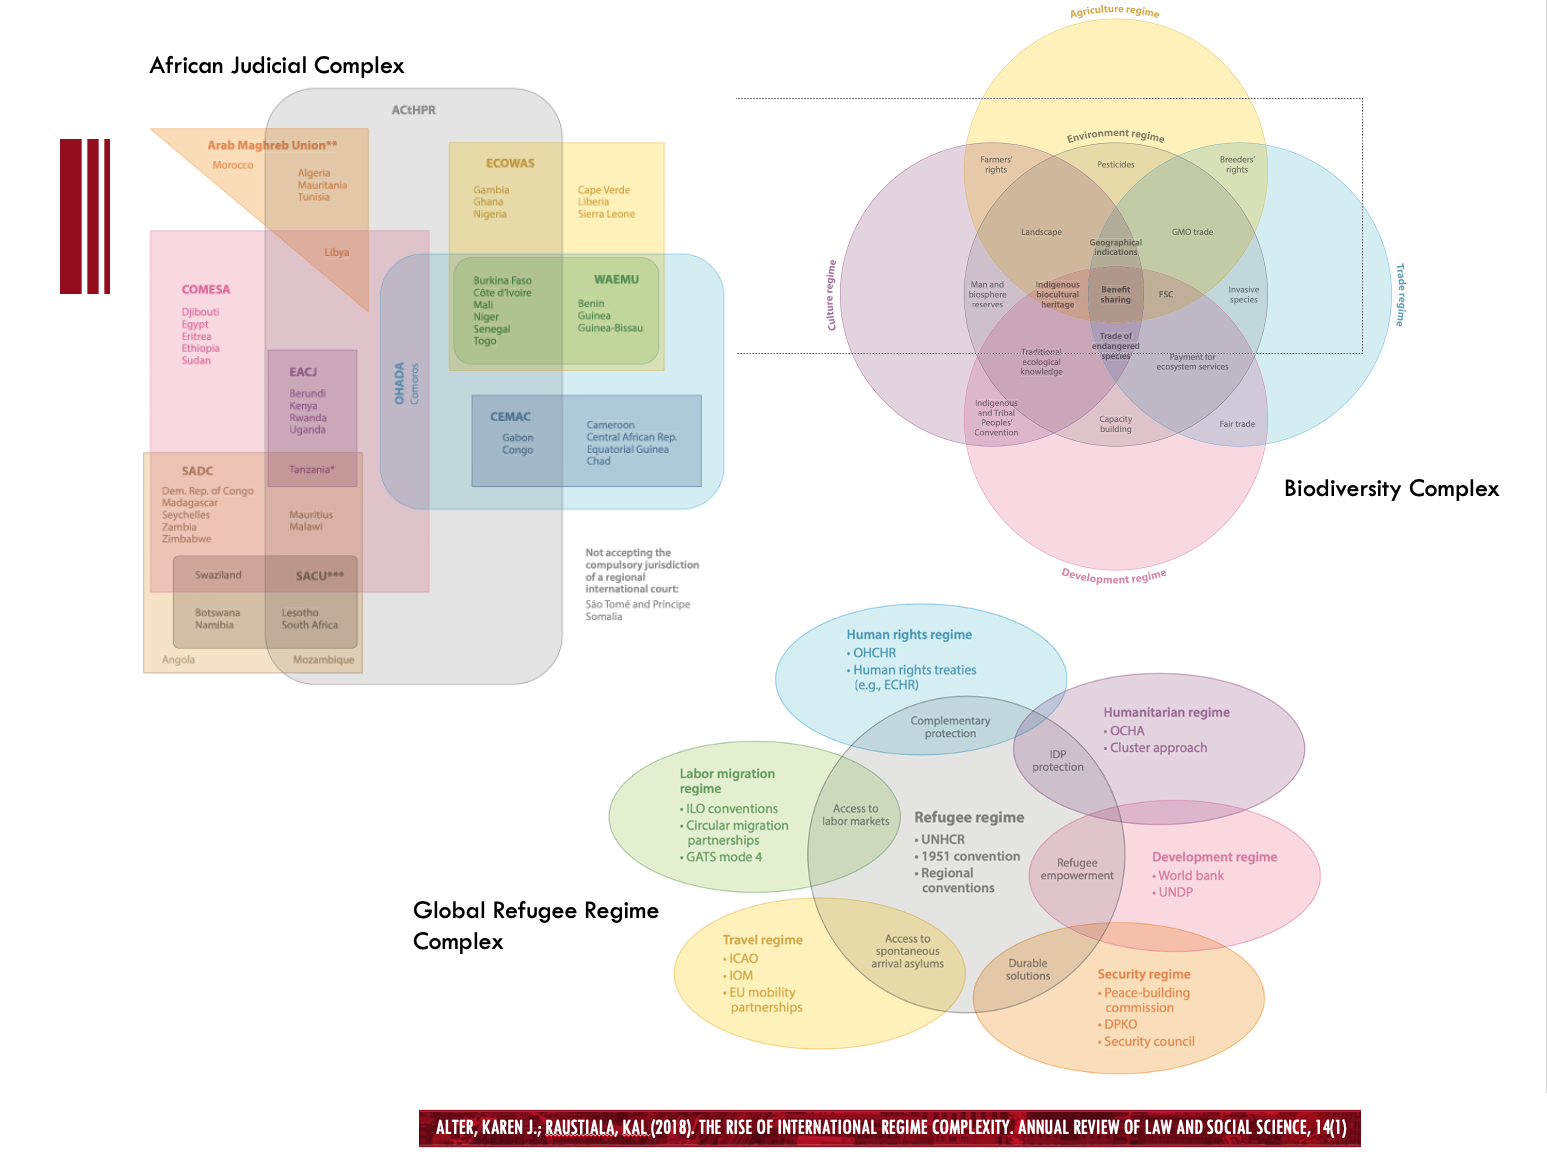 African Judicial Complex
ACtHPR
Arab Maghreb Union**
Morocco
Algeria
Mauritania
Tunisia
Libya
ECOWAS
Gambia
Ghana
Nigeria
Cape Verde
Liberia
Sierra Leone
COMESA
Djibouti
Egypt
Eritrea
Ethiopia
Sudan
Burkina Faso
Côte d'Ivoire
Mali
Niger
Senegal
Togo
WAEMU
Benin
Guinea
Guinea-Bissau
OHADA
Comoros
EACJ
Berundi
Kenya
Rwanda
Uganda
Tanzania*
CEMAC
Gabon
Congo
Cameroon
Central African Rep.
Equatorial Guinea
Chad
SADC
Dem. Rep. of Congo
Madagascar
Seychelles
Zambia
Zimbabwe
Mauritius
Malawi
Swaziland
SACU***
Botswana
Namibia
Lesotho
South Africa
Angola
Mozambique
Not accepting the
compulsory jurisdiction
of a regional
international court:
São Tomé and Príncipe
Somalia
Agriculture regime
Environment regime
Culture regime
Trade regime
Development regime
Farmers'
rights
Pesticides
Breeders'
rights
Landscape
Geographical
indications
GMO trade
Man and
biosphere
reserves
Indigenous
biocultural
heritage
Benefit
sharing
FSC
Invasive
species
Trade of
endangered
species
Traditional
ecological
knowledge
Payment for
ecosystem services
Indigenous
and Tribal
Peoples'
Convention
Capacity
building
Fair trade
Biodiversity Complex
Human rights regime
• OHCHR
• Human rights treaties
(e.g., ECHR)
Complementary
protection
Humanitarian regime
• OCHA
• Cluster approach
IDP
protection
Labor migration
regime
• ILO conventions
• Circular migration
partnerships
• GATS mode 4
Access to
labor markets
Refugee regime
• UNHCR
• 1951 convention
• Regional
conventions
Refugee
empowerment
Development regime
• World bank
• UNDP
Global Refugee Regime
Complex
Travel regime
• ICAO
• IOM
• EU mobility
partnerships
Access to
spontaneous
arrival asylums
Durable
solutions
Security regime
• Peace-building
commission
• DPKO
• Security council
ALTER, KAREN J.; RAUSTIALA, KAL (2018). THE RISE OF INTERNATIONAL REGIME COMPLEXITY. ANNUAL REVIEW OF LAW AND SOCIAL SCIENCE, 14(1)